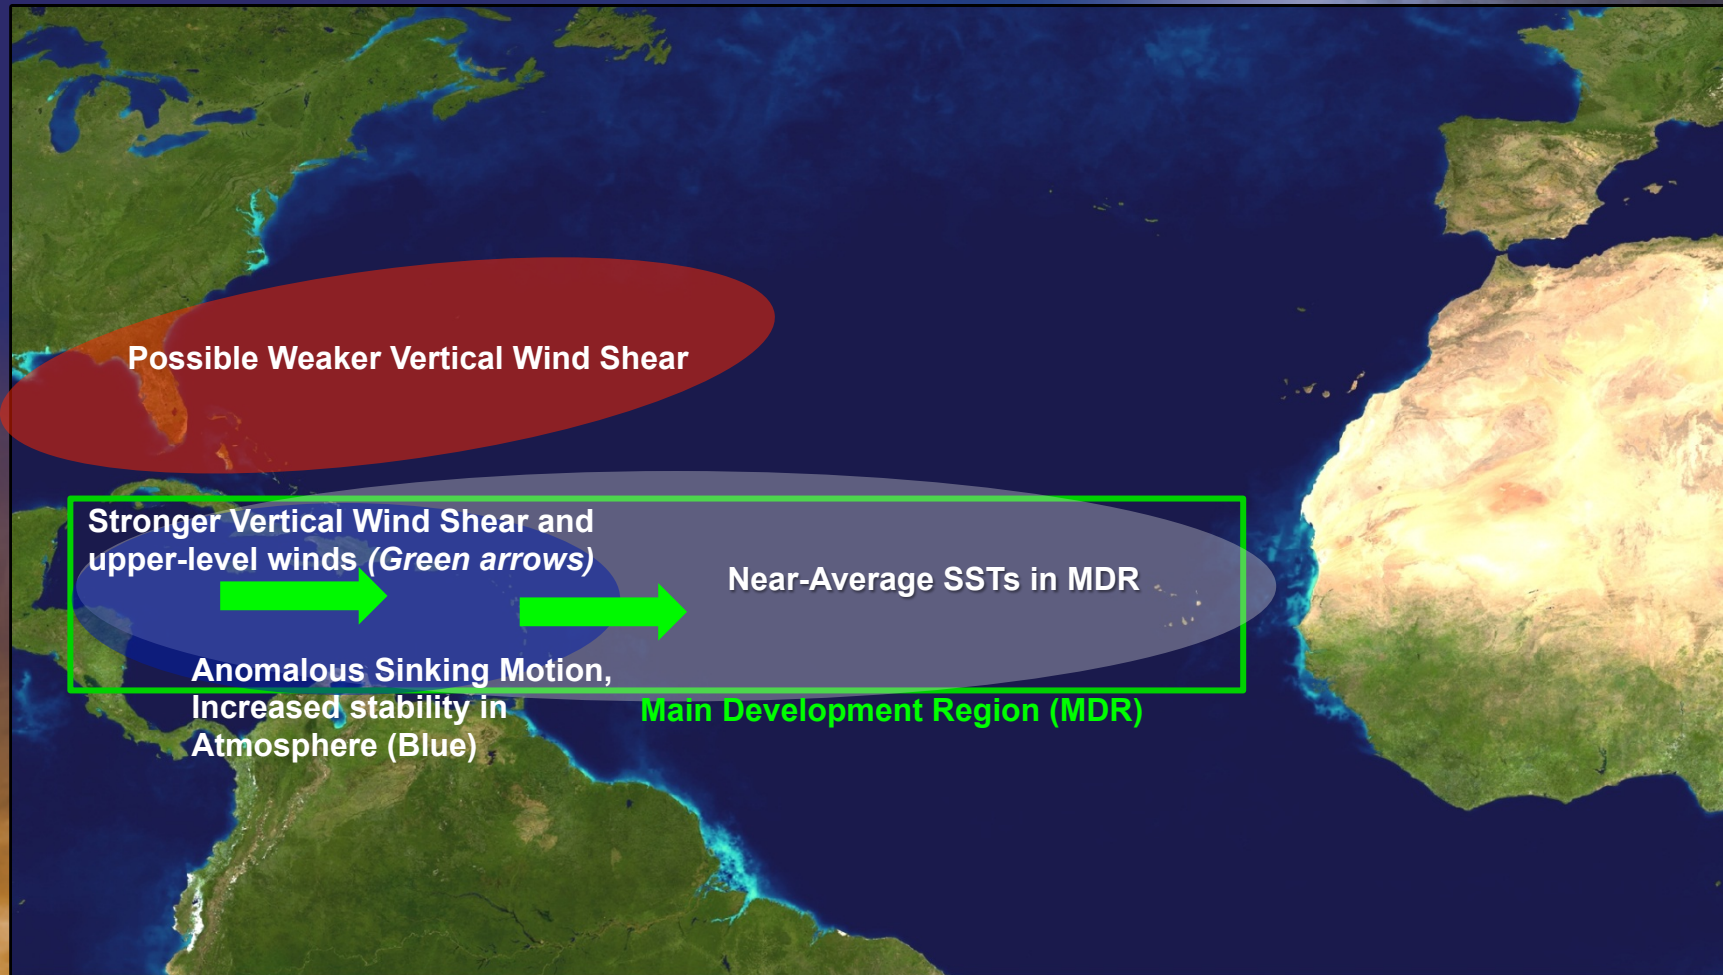 Possible Weaker Vertical Wind Shear
Stronger Vertical Wind Shear and
upper-level winds (Green arrows)
Near-Average SSTs in MDR
Anomalous Sinking Motion,
Increased stability in
Atmosphere (Blue)
Main Development Region (MDR)